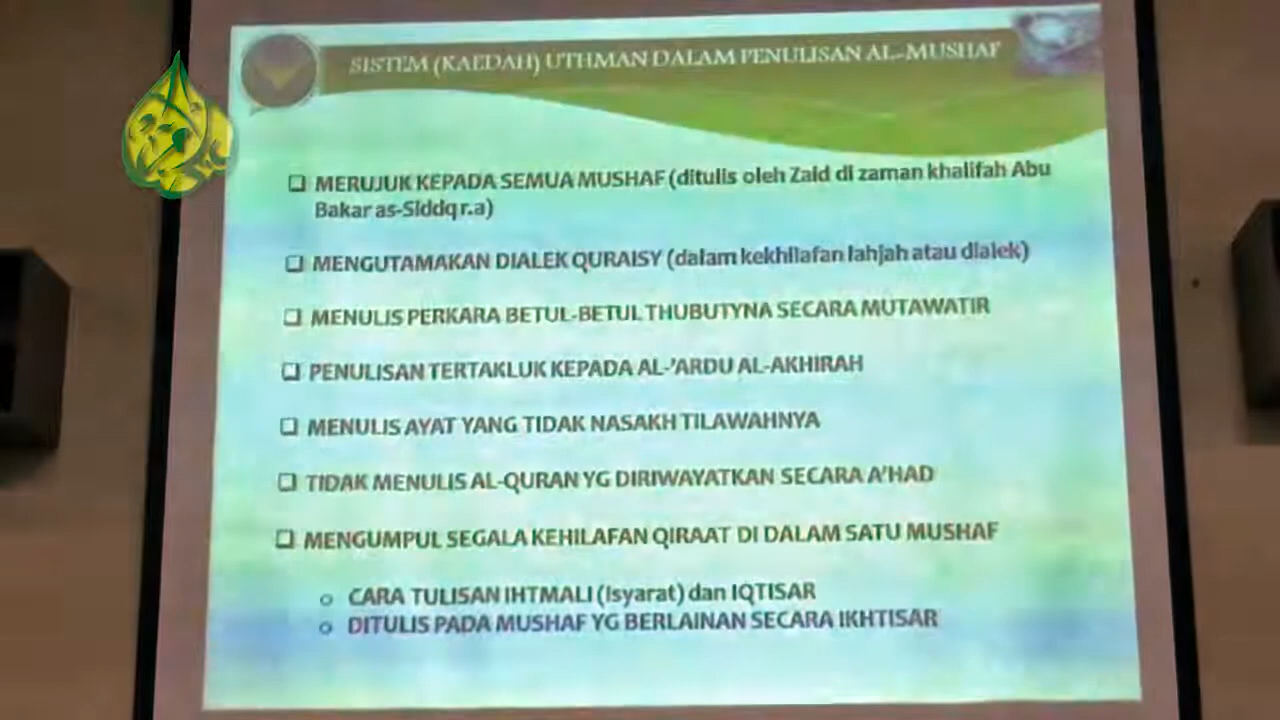 SISTEM (KAEDAH) UTHMAN DALAM PENULISAN AL-MUSHAF
❑ MERUJUK KEPADA SEMUA MUSHAF (ditulis oleh Zaid di zaman khalifah Abu
Bakar as-Siddq r.a)
❑ MENGUTAMAKAN DIALEK QURAISY (dalam kekhilafan lahjah atau dialek)
❑ MENULIS PERKARA BETUL-BETUL THUBUTYNA SECARA MUTAWATIR
❑ PENULISAN TERTAKLUK KEPADA AL-'ARDU AL-AKHIRAH
❑ MENULIS AYAT YANG TIDAK NASAKH TILAWAHNYA
❑ TIDAK MENULIS AL-QURAN YG DIRIWAYATKAN SECARA A'HAD
❑ MENGUMPUL SEGALA KEHILAFAN QIRAAT DI DALAM SATU MUSHAF
o CARA TULISAN IHTMALI (Isyarat) dan IQTISAR
o DITULIS PADA MUSHAF YG BERLAINAN SECARA IKHTISAR